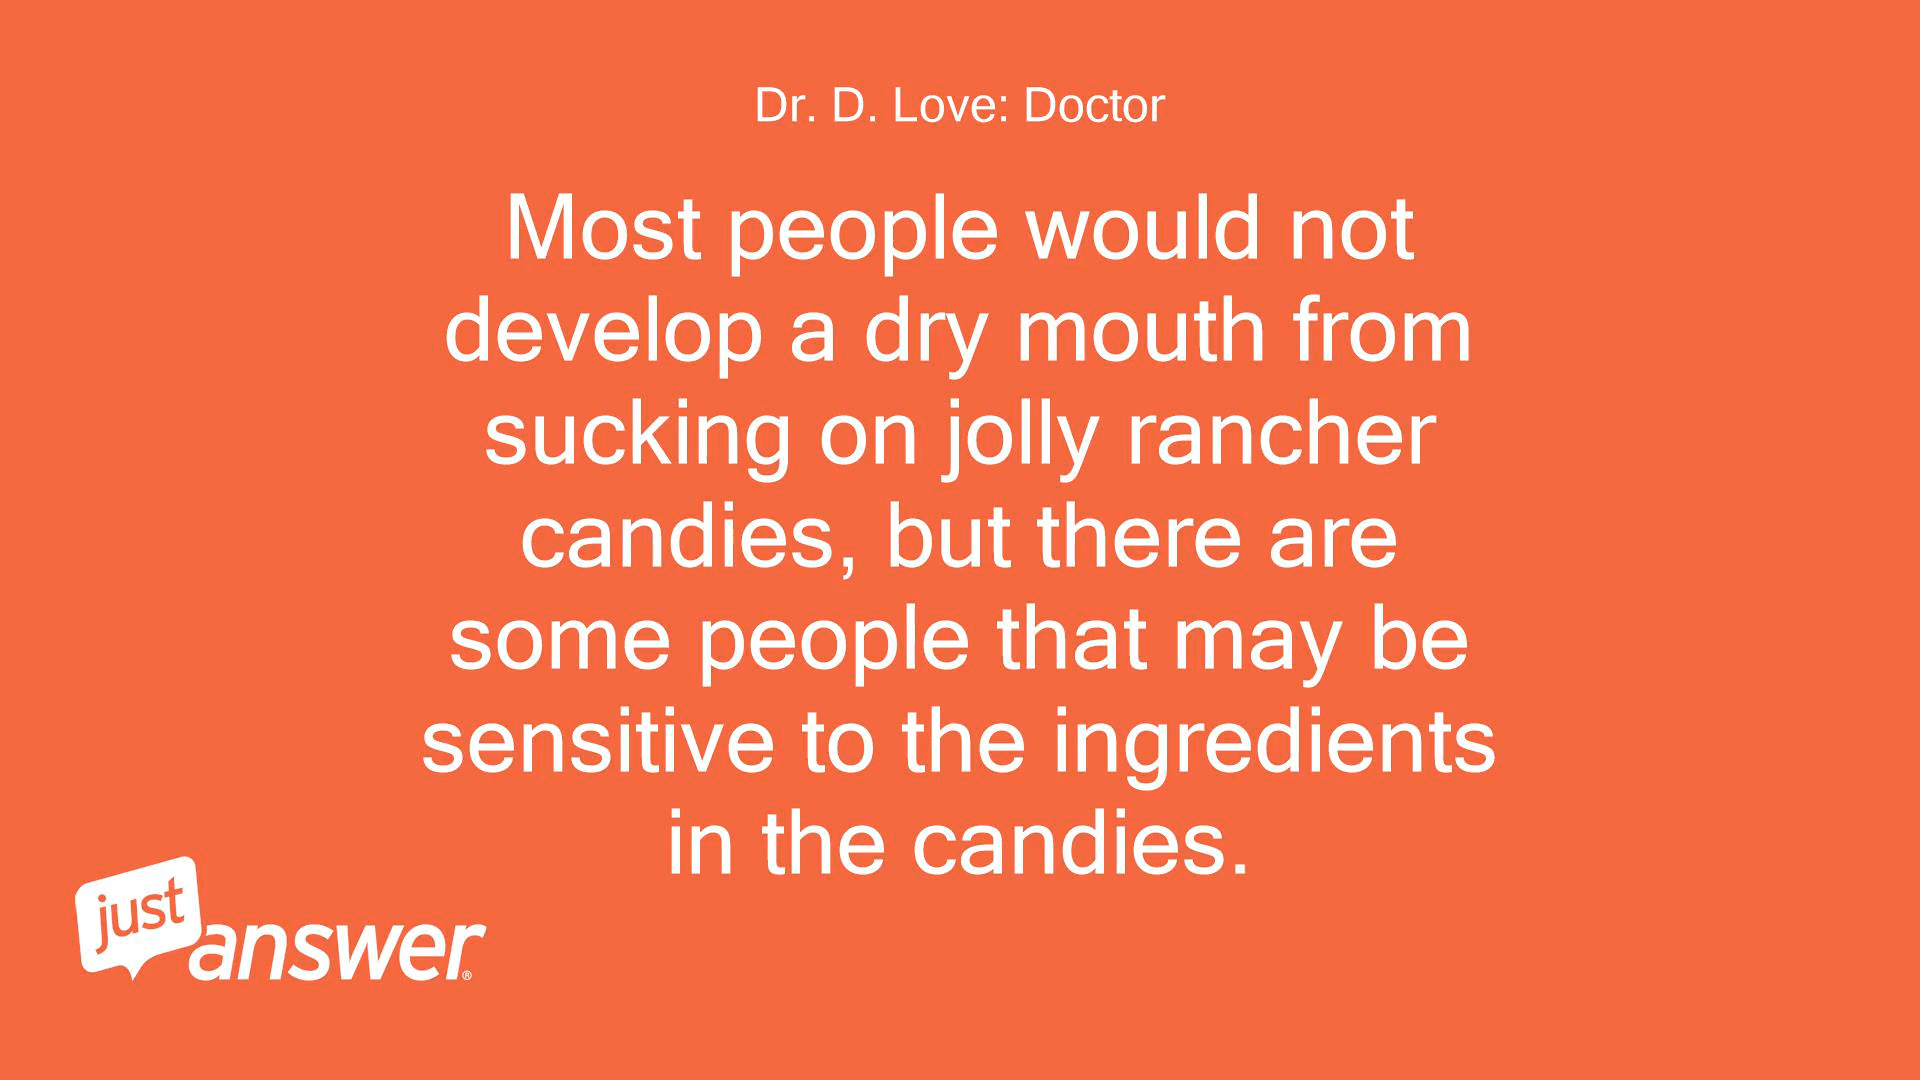 Dr. D. Love: Doctor
Most people would not
develop a dry mouth from
sucking on jolly rancher
candies, but there are
some people that may be
sensitive to the ingredients
in the candies.
just
answer®